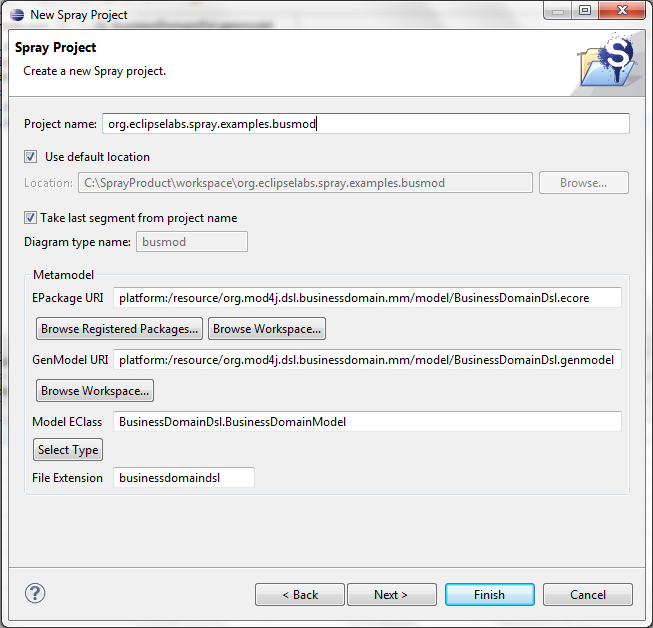 New Spray Project
Spray Project
Create a new Spray project.
S
Project name: org.eclipselabs.spray.examples.busmod
Use default location
Location: C:\SprayProduct\workspace\org.eclipselabs.spray.examples.busmod Browse...
Take last segment from project name
Diagram type name: busmod
Metamodel
EPackage URI platform:/resource/org.mod4j.dsl.businessdomain.mm/model/BusinessDomainDsl.ecore
Browse Registered Packages... Browse Workspace...
GenModel URI platform:/resource/org.mod4j.dsl.businessdomain.mm/model/BusinessDomainDsl.genmodel
Browse Workspace...
Model EClass BusinessDomainDsl.BusinessDomainModel
Select Type
File Extension businessdomaindsl
? < Back Next > Finish Cancel